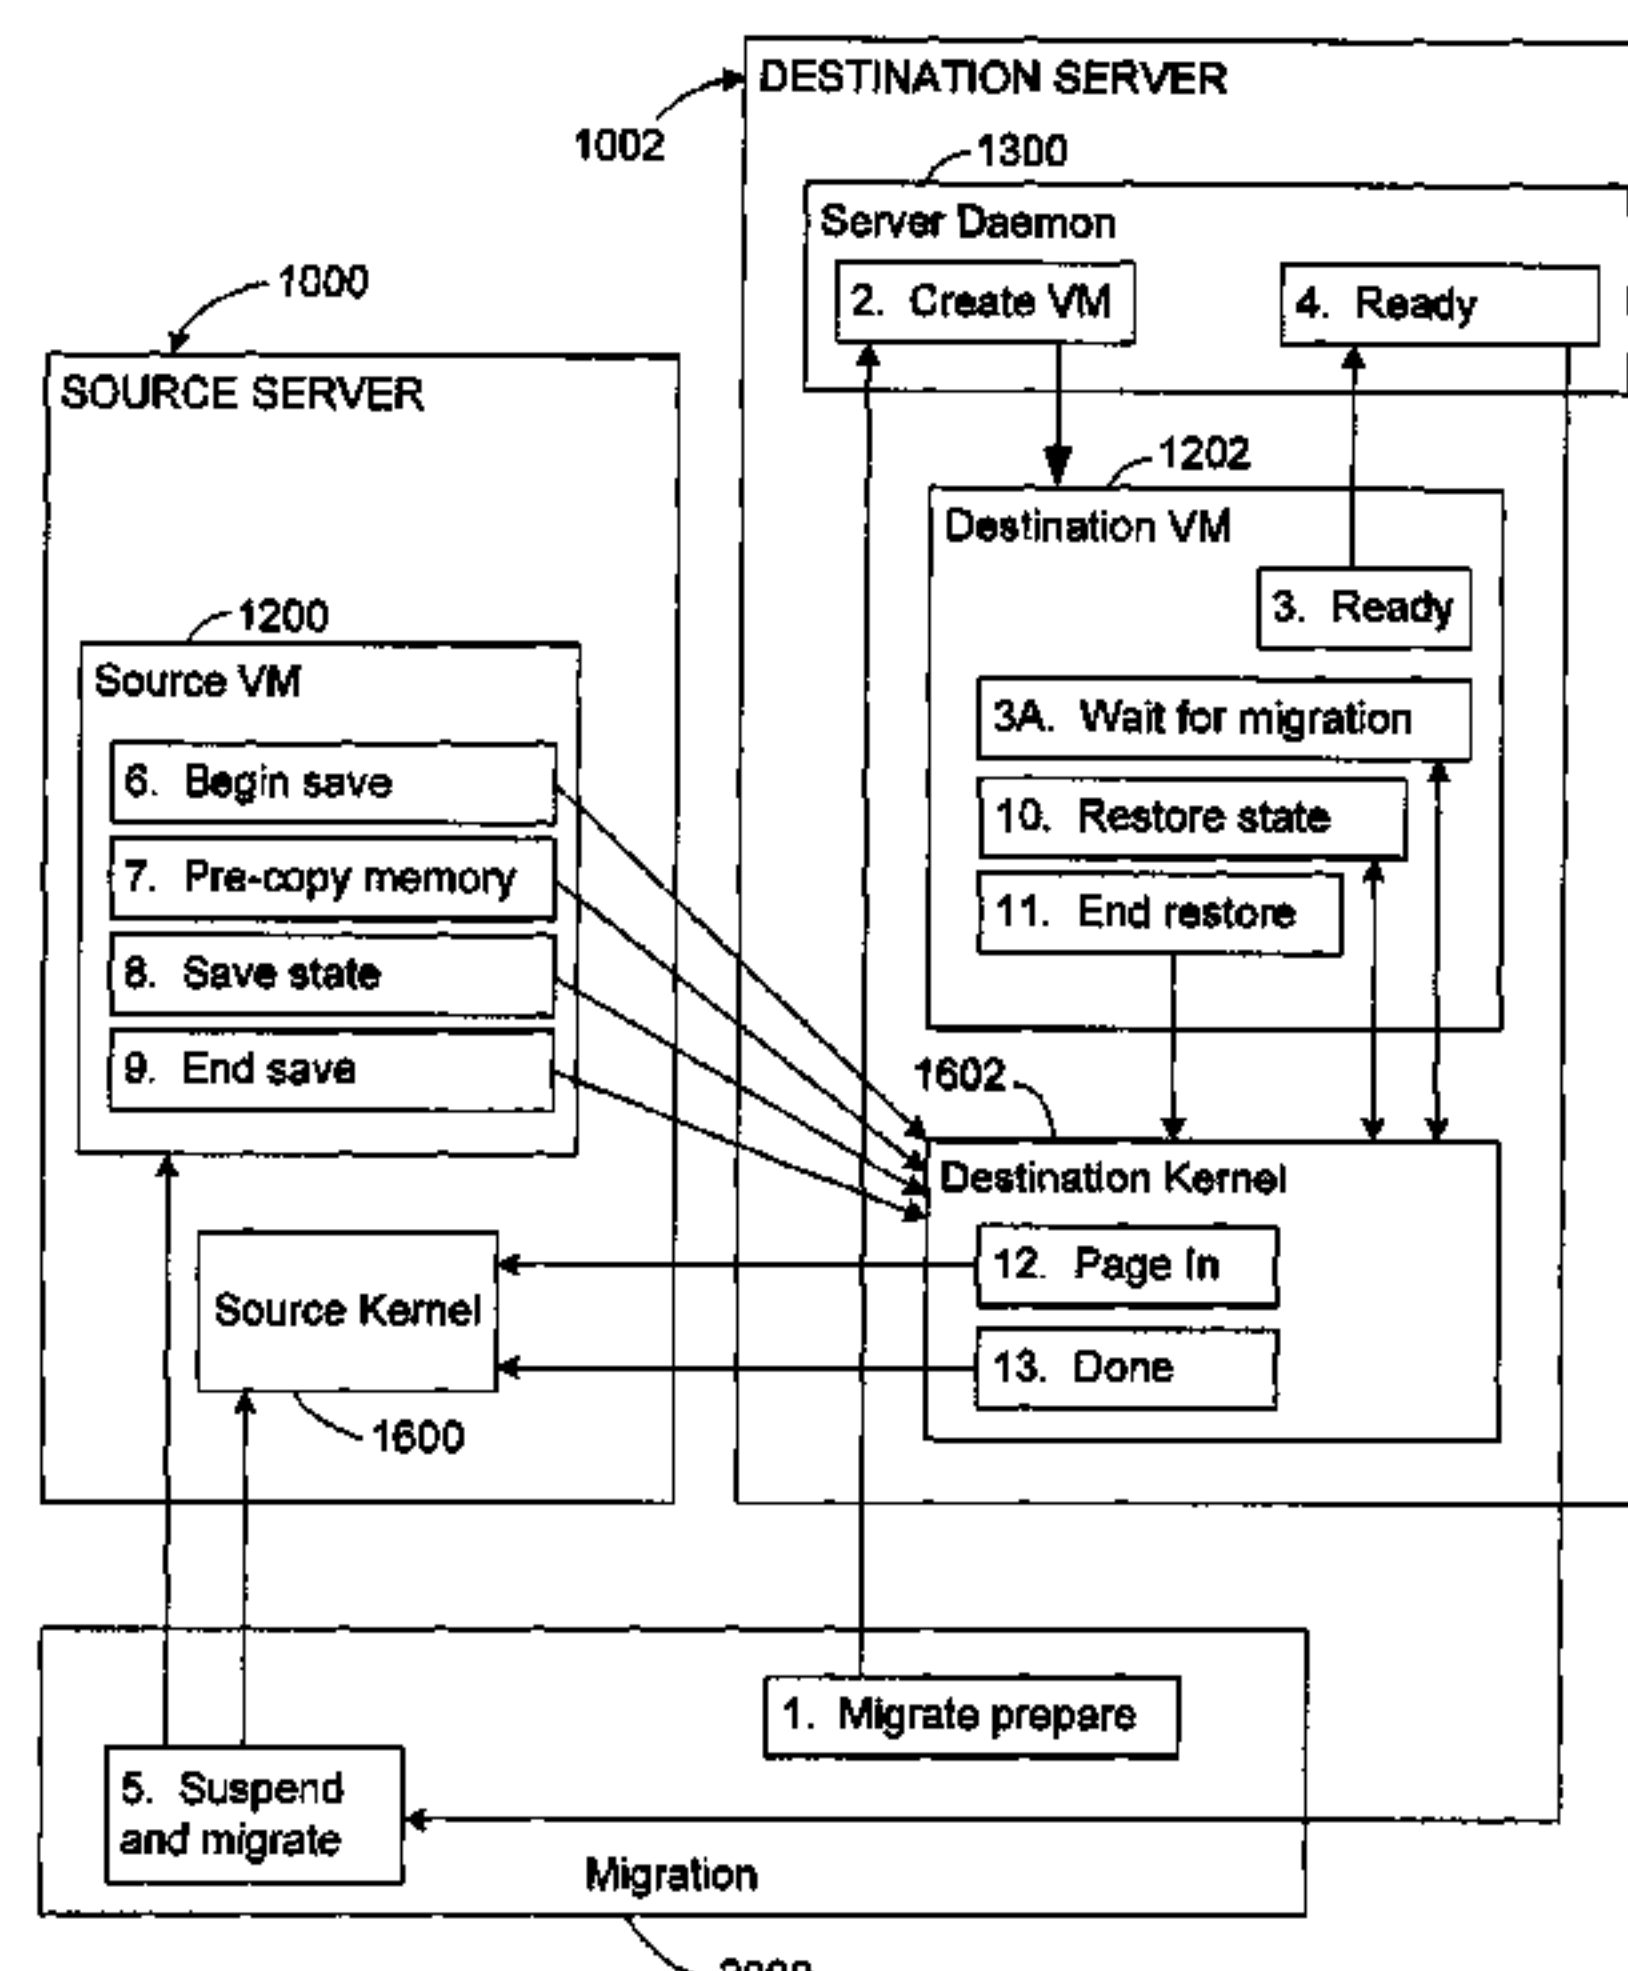 DESTINATION SERVER
1002
1300
Server Daemon
2. Create VM
4. Ready
1000
SOURCE SERVER
1202
Destination VM
3. Ready
1200
Source VM
3A. Wait for migration
6. Begin save
10. Restore state
7. Pre-copy memory
11. End restore
8. Save state
9. End save
1602
Destination Kernel
12. Page In
Source Kernel
13. Done
1600
1. Migrate prepare
5. Suspend
and migrate
Migration